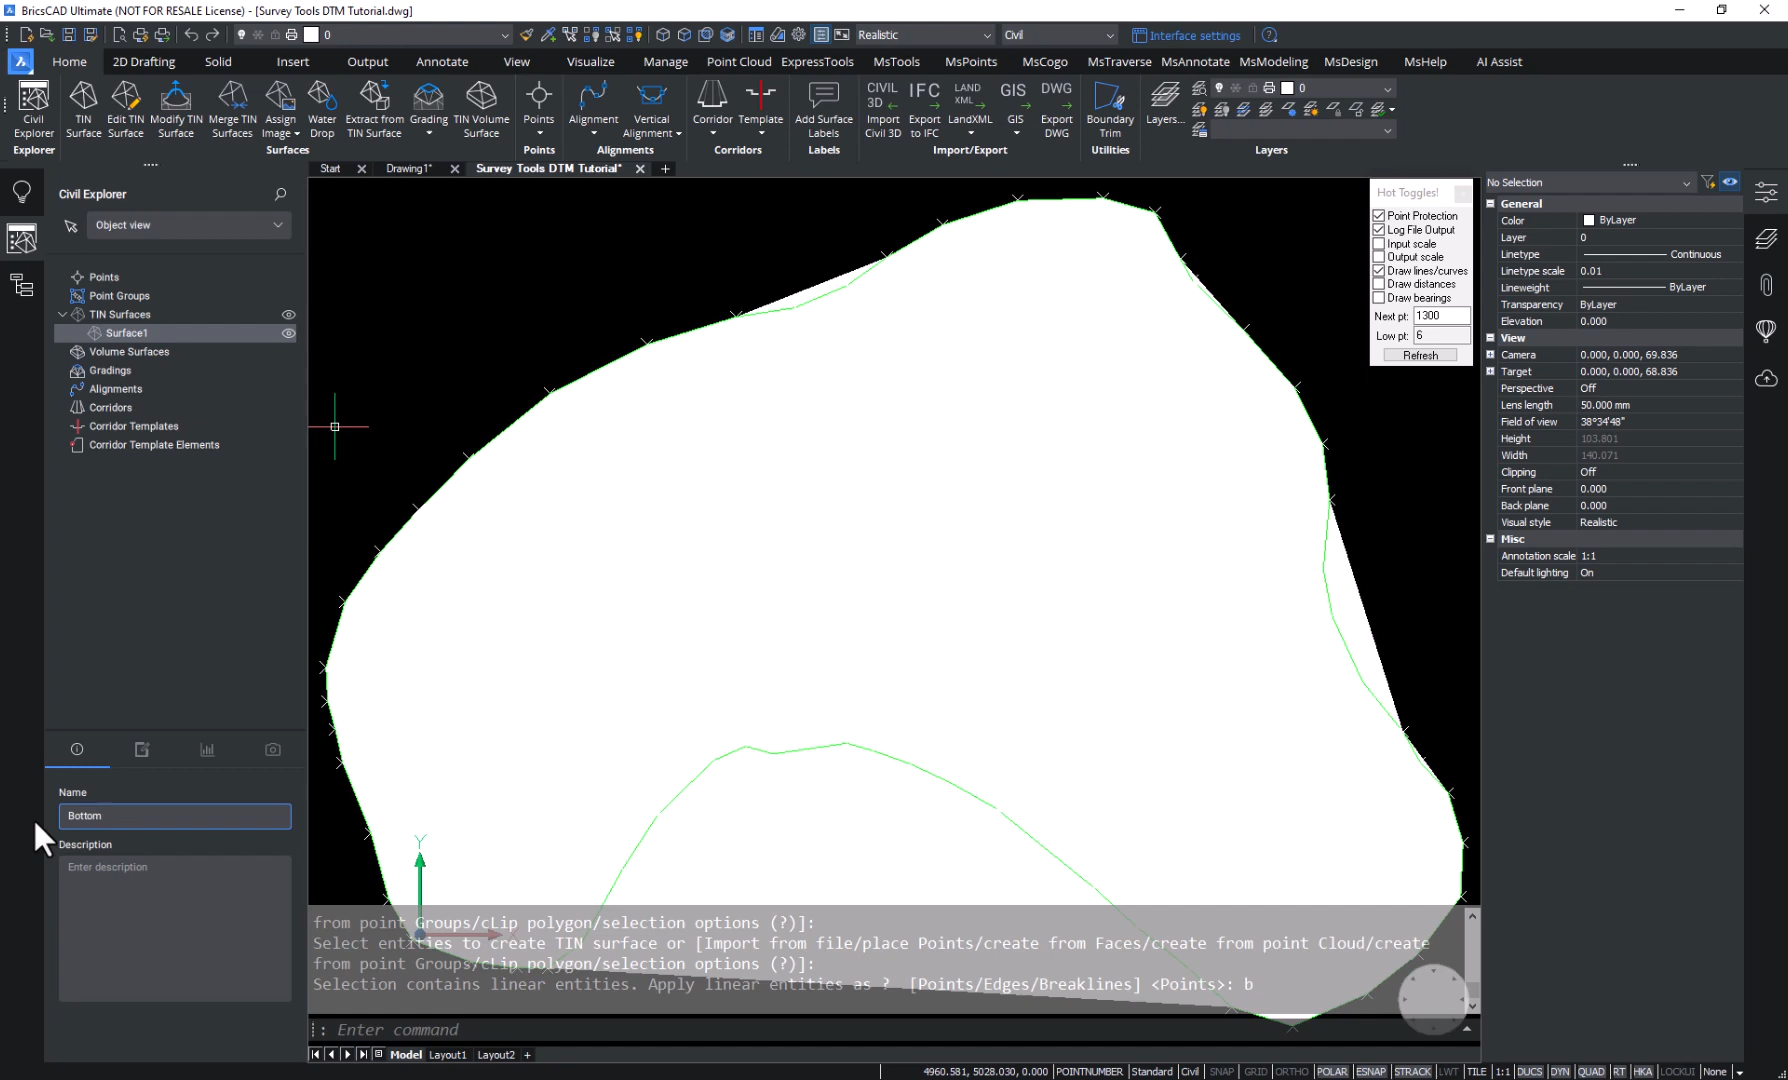 BricsCAD Ultimate (NOT FOR RESALE License) - [Survey Tools DTM Tutorial.dwg]
0
Realistic
Civil
Interface settings
Home 2D Drafting Solid Insert Output Annotate View Visualize Manage Point Cloud ExpressTools MsTools MsPoints MsCogo MsTraverse MsAnnotate MsModeling MsDesign MsHelp AI Assist
Civil Explorer
TIN Surface
Edit TIN Surface
Modify TIN Surface
Merge TIN Surfaces
Assign Image
Water Drop
Extract from TIN Surface
Grading
TIN Volume Surface
Points
Alignment
Vertical Alignment
Corridor
Template
Add Surface Labels
CIVIL 3D
Import Civil 3D
IFC
Export to IFC
LAND XML
LandXML
GIS
GIS
DWG
Export DWG
Boundary Trim
Layers...
0
Explorer Surfaces Points Alignments Corridors Labels Import/Export Utilities Layers
Start Drawing1* Survey Tools DTM Tutorial* +
Civil Explorer
Object view
Points
Point Groups
TIN Surfaces
Surface1
Volume Surfaces
Gradings
Alignments
Corridors
Corridor Templates
Corridor Template Elements
Name
Bottom
Description
Enter description
Hot Toggles!
Point Protection
Log File Output
Input scale
Output scale
Draw lines/curves
Draw distances
Draw bearings
Next pt: 1300
Low pt: 6
Refresh
No Selection
General
Color ByLayer
Layer 0
Linetype Continuous
Linetype scale 0.01
Lineweight ByLayer
Transparency ByLayer
Elevation 0.000
View
Camera 0.000, 0.000, 69.836
Target 0.000, 0.000, 68.836
Perspective Off
Lens length 50.000 mm
Field of view 38°34'48"
Height 103.801
Width 140.071
Clipping Off
Front plane 0.000
Back plane 0.000
Visual style Realistic
Misc
Annotation scale 1:1
Default lighting On
Y
from point Groups/cLip polygon/selection options (?)]:
Select entities to create TIN surface or [Import from file/place Points/create from Faces/create from point Cloud/create
from point Groups/cLip polygon/selection options (?)]:
Selection contains linear entities. Apply linear entities as ? [Points/Edges/Breaklines] <Points>: b
: Enter command
Model Layout1 Layout2 +
4960.581, 5028.030, 0.000 POINTNUMBER Standard Civil SNAP GRID ORTHO POLAR ESNAP STRACK LWT TILE 1:1 DUCS DYN QUAD RT HKA LOCKUI None